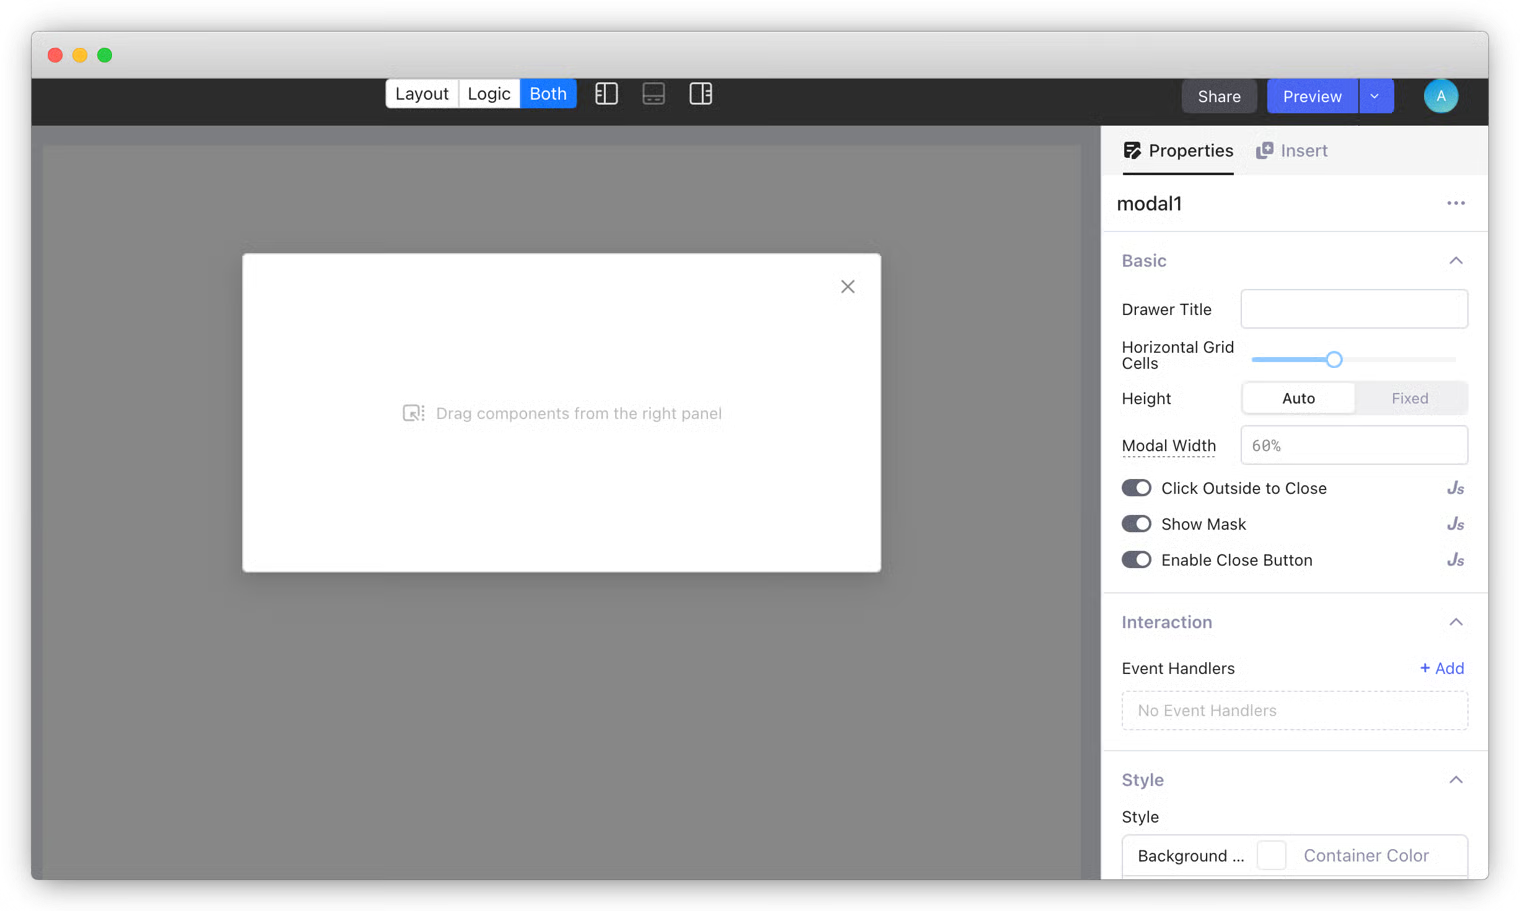 Layout Logic Both
Share Preview A
Properties Insert
modal1
Basic
Drawer Title
Horizontal Grid
Cells
Height Auto Fixed
Modal Width 60%
Click Outside to Close Js
Show Mask Js
Enable Close Button Js
Drag components from the right panel
Interaction
Event Handlers + Add
No Event Handlers
Style
Style
Background ... Container Color